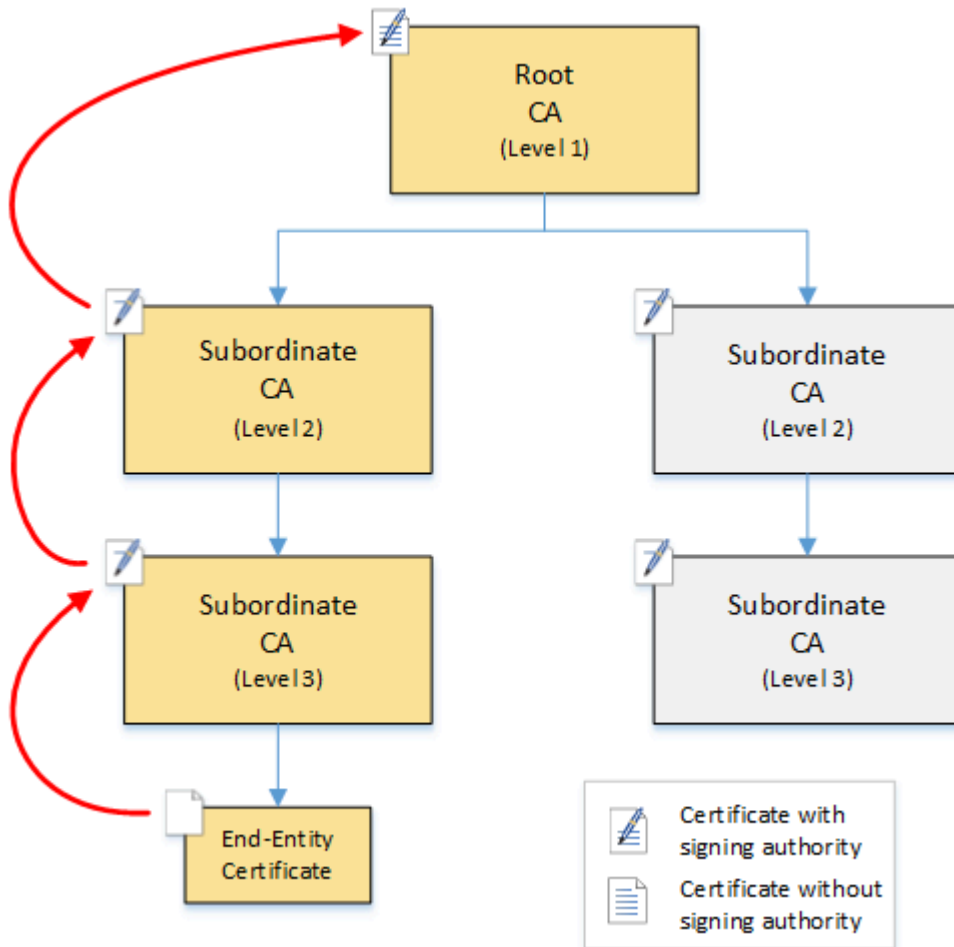 Root
CA
(Level 1)
Subordinate
CA
(Level 2)
Subordinate
CA
(Level 2)
Subordinate
CA
(Level 3)
Subordinate
CA
(Level 3)
End-Entity
Certificate
Certificate with
signing authority
Certificate without
signing authority